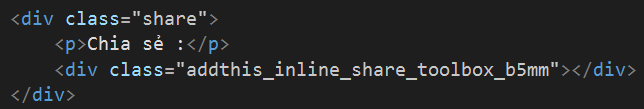 <div class="share">
<p>Chia sẻ :</p>
<div class="addthis_inline_share_toolbox_b5mm"></div>
</div>